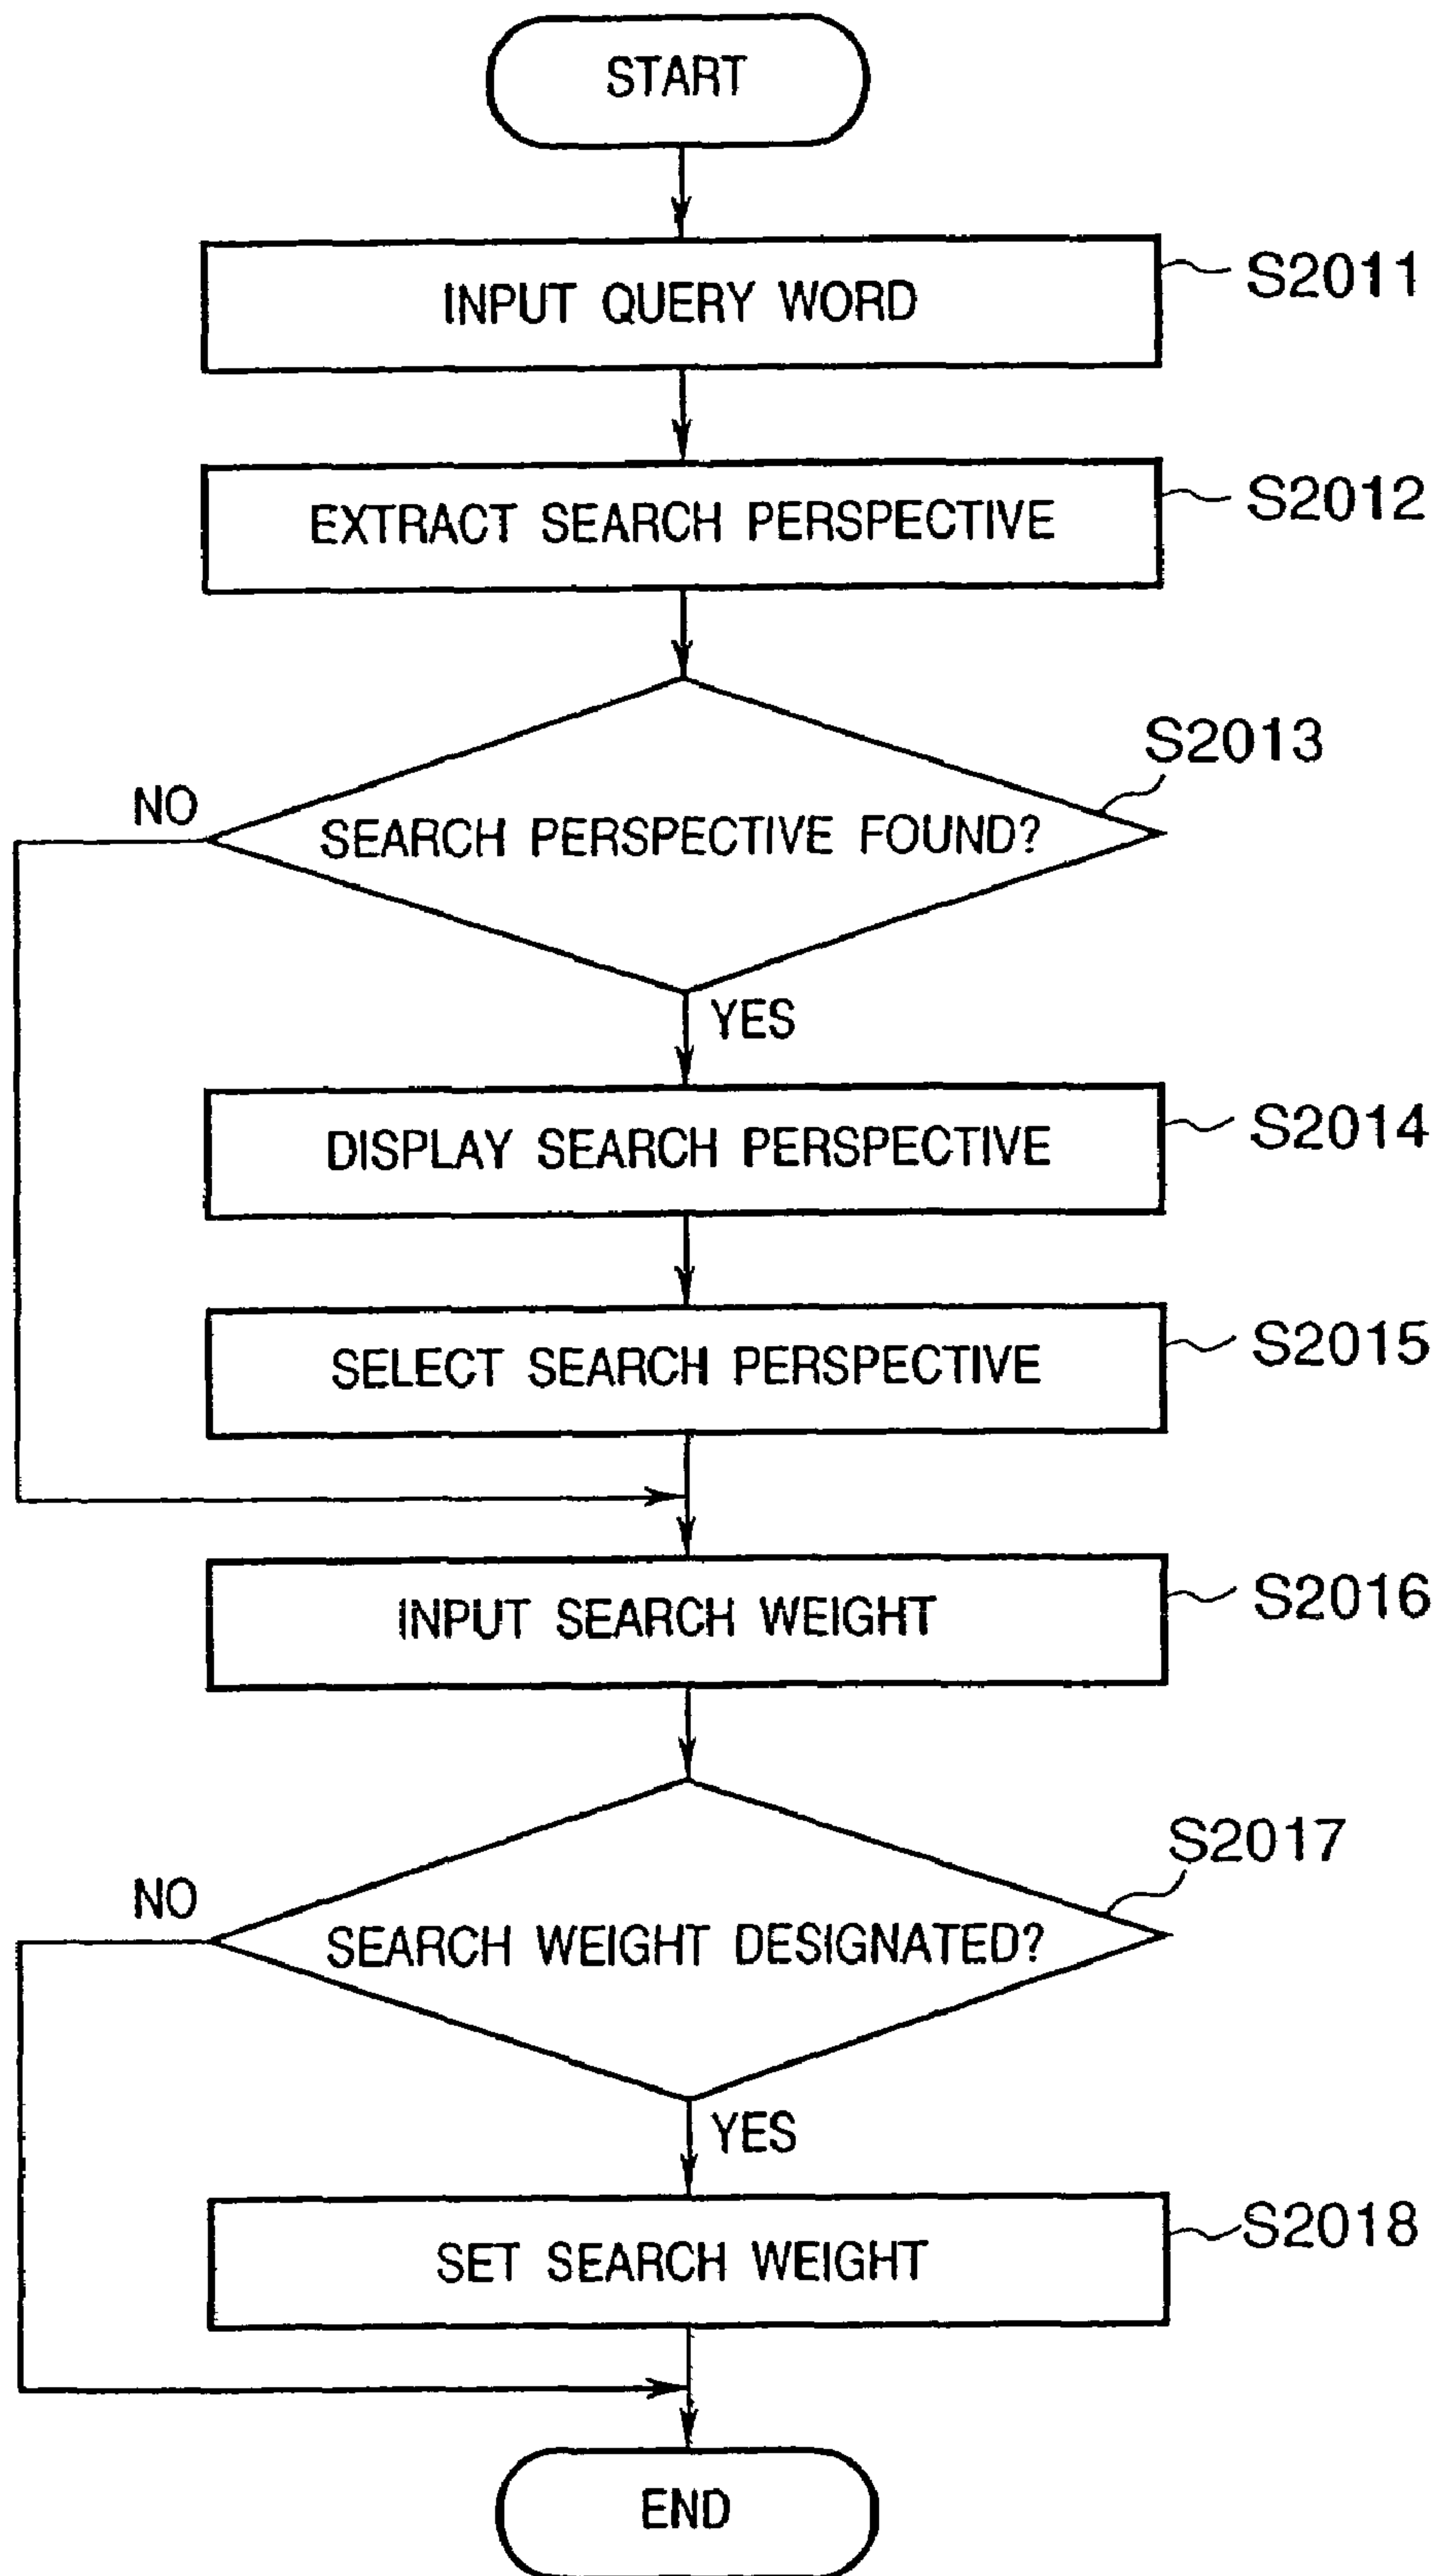 START
INPUT QUERY WORD
S2011
EXTRACT SEARCH PERSPECTIVE
S2012
S2013
NO
SEARCH PERSPECTIVE FOUND?
YES
DISPLAY SEARCH PERSPECTIVE
S2014
SELECT SEARCH PERSPECTIVE
S2015
INPUT SEARCH WEIGHT
S2016
S2017
NO
SEARCH WEIGHT DESIGNATED?
YES
SET SEARCH WEIGHT
S2018
END